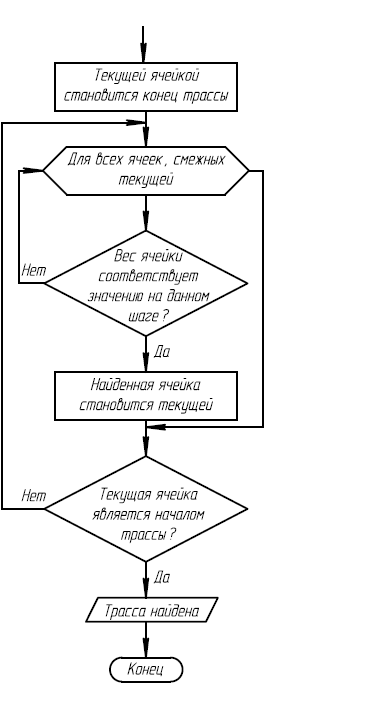 Текущей ячейкой
становится конец трассы
Для всех ячеек, смежных
текущей
Вес ячейки
соответствует
значению на данном
шаге?
Нет
Да
Найденная ячейка
становится текущей
Текущая ячейка
является началом
трассы?
Нет
Да
Трасса найдена
Конец